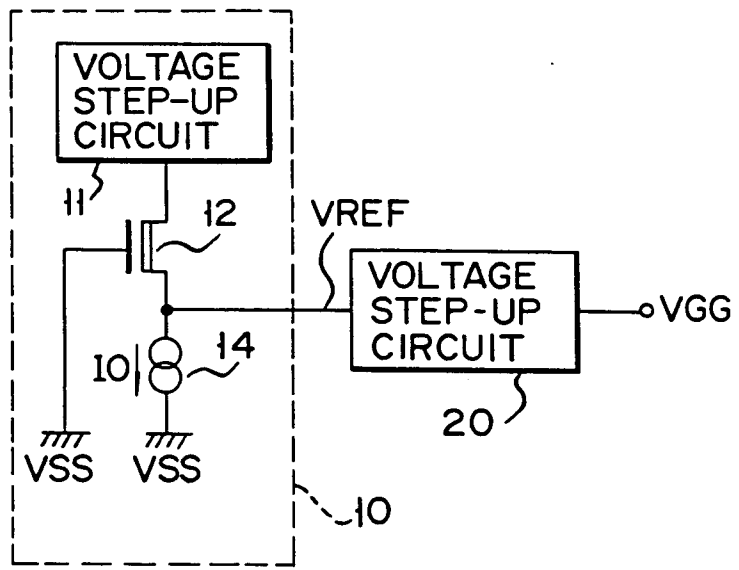 VOLTAGE
STEP-UP
CIRCUIT
11
12
VREF
VOLTAGE
STEP-UP
CIRCUIT
VGG
IO
14
20
VSS
VSS
10